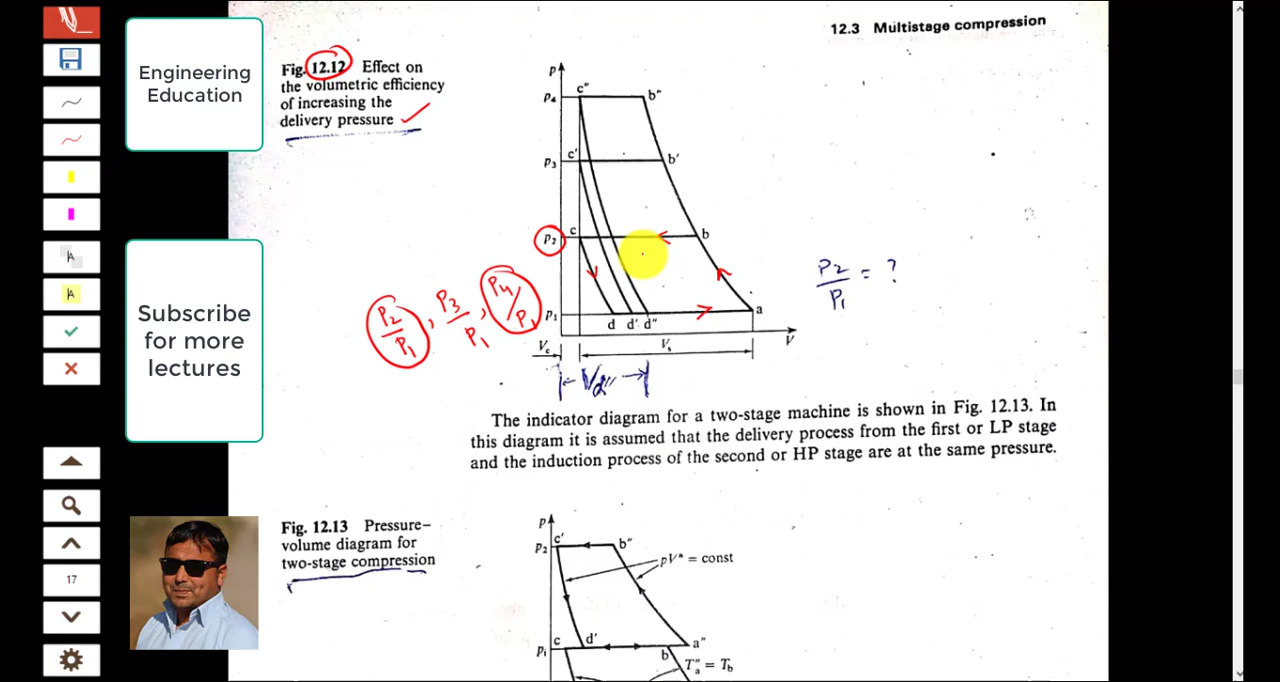 12.3 Multistage compression
Engineering
Education
Fig. 12.12 Effect on
the volumetric efficiency
of increasing the
delivery pressure
p
p₄
c"
b"
p₃
c'
b'
p₂
c
b
p₁
d d' d"
a
V
Vc
Vs
P₂/P₁, P₃/P₁, P₄/P₁
P₂/P₁ = ?
Vd"
Subscribe
for more
lectures
The indicator diagram for a two-stage machine is shown in Fig. 12.13. In
this diagram it is assumed that the delivery process from the first or LP stage
and the induction process of the second or HP stage are at the same pressure.
Fig. 12.13 Pressure–
volume diagram for
two-stage compression
p
p₂
c'
b"
pVⁿ = const
c
d'
a"
p₁
b
Tₐ" = T_b
A
A
17